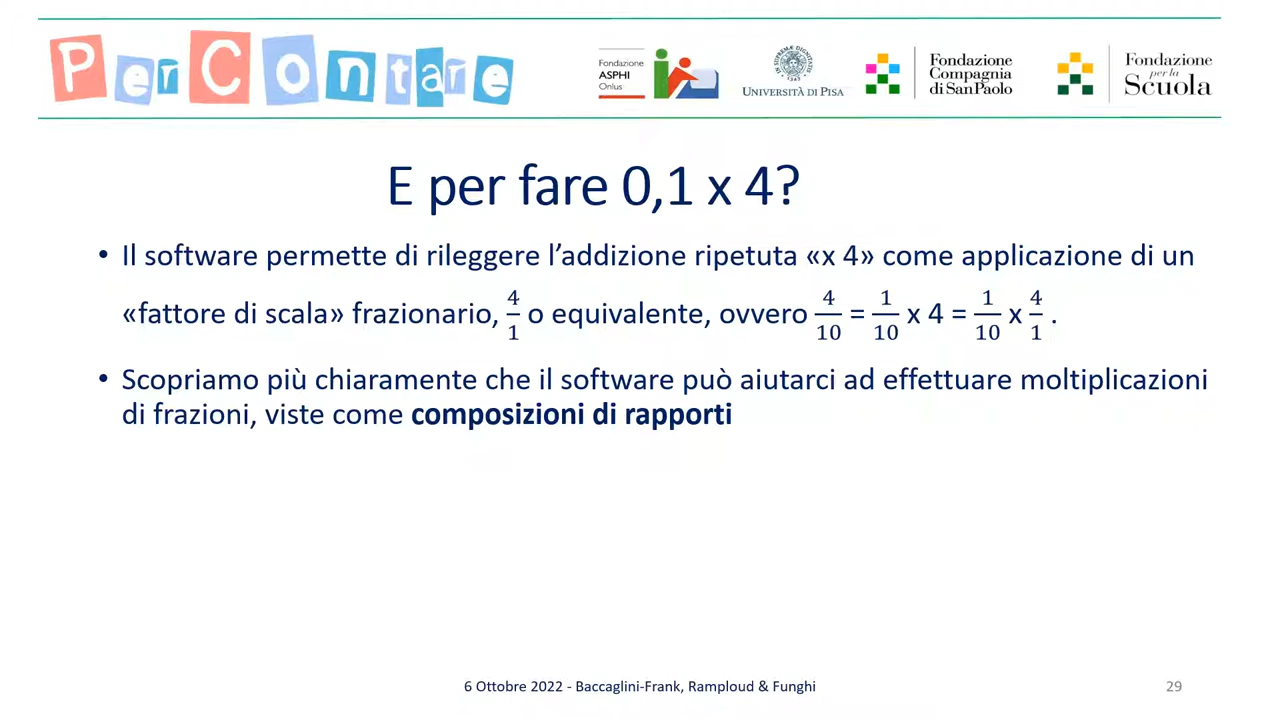 PerContare
Fondazione
ASPHI
Onlus
UNIVERSITÀ DI PISA
Fondazione
Compagnia
di San Paolo
Fondazione
per la
Scuola
E per fare 0,1 x 4?
• Il software permette di rileggere l'addizione ripetuta «x 4» come applicazione di un
«fattore di scala» frazionario, 4/1 o equivalente, ovvero 4/10 = 1/10 x 4 = 1/10 x 4/1 .
• Scopriamo più chiaramente che il software può aiutarci ad effettuare moltiplicazioni
di frazioni, viste come composizioni di rapporti
6 Ottobre 2022 - Baccaglini-Frank, Ramploud & Funghi
29